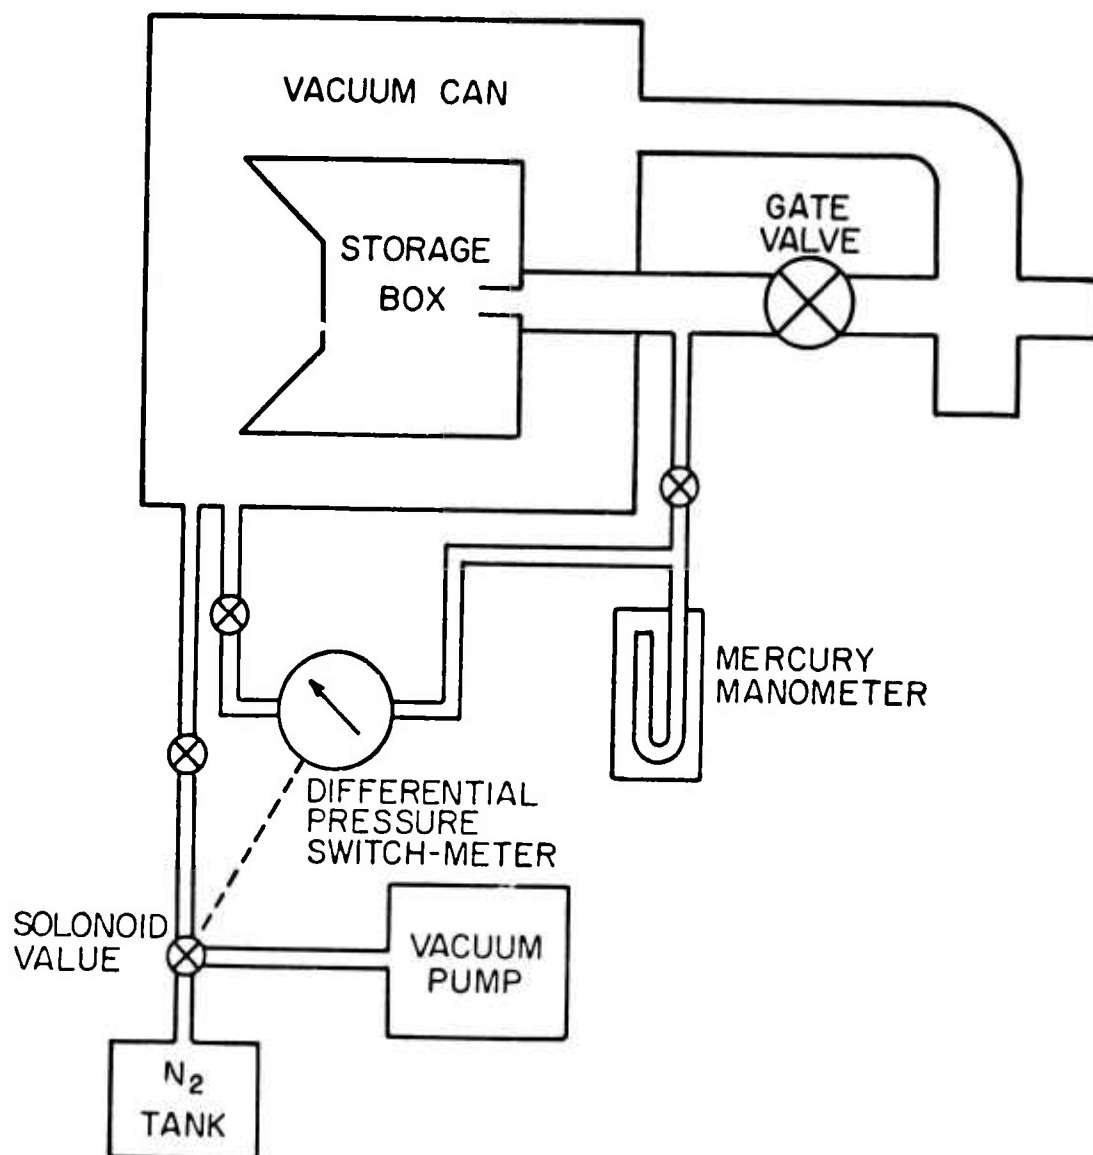 VACUUM CAN
GATE
VALVE
STORAGE
BOX
MERCURY
MANOMETER
DIFFERENTIAL
PRESSURE
SWITCH-METER
SOLONOID
VALUE
VACUUM
PUMP
N2
TANK